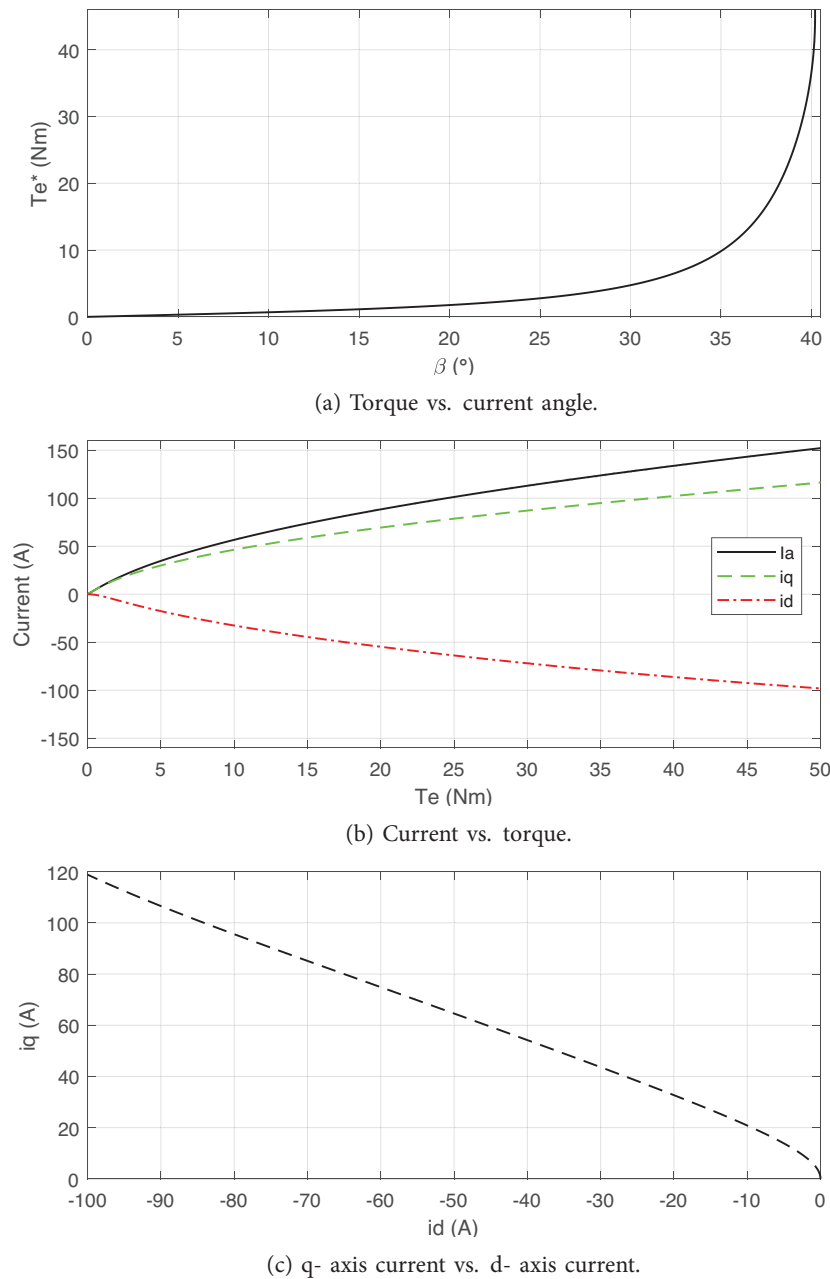 40
30
20
10
0
Te* (Nm)
0 5 10 15 20 25 30 35 40
β (°)
(a) Torque vs. current angle.
150
100
50
0
-50
-100
-150
Current (A)
Ia
iq
id
0 5 10 15 20 25 30 35 40 45 50
Te (Nm)
(b) Current vs. torque.
120
100
80
60
40
20
0
iq (A)
-100 -90 -80 -70 -60 -50 -40 -30 -20 -10 0
id (A)
(c) q- axis current vs. d- axis current.